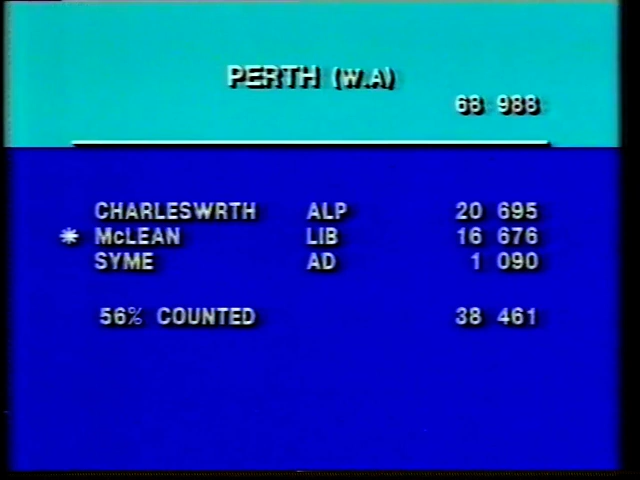 PERTH (W.A)
68 988
CHARLESWRTH ALP 20 695
* McLEAN LIB 16 676
SYME AD 1 090
56% COUNTED 38 461